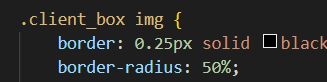 .client_box img {
border: 0.25px solid black
border-radius: 50%;